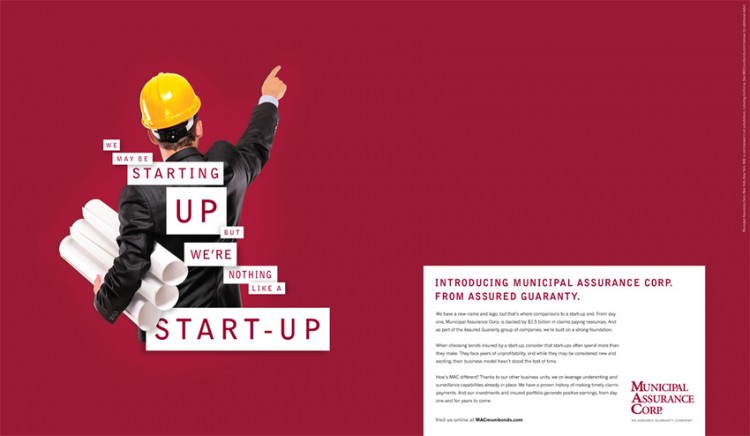 WE
MAY BE
STARTING
UP
BUT
WE'RE
NOTHING
LIKE A
START-UP
INTRODUCING MUNICIPAL ASSURANCE CORP.
FROM ASSURED GUARANTY.
We have a new name and logo, but that's where comparisons to a start-up end. From day
one, Municipal Assurance Corp. is backed by $1.5 billion in claims paying resources. And
as part of the Assured Guaranty group of companies, we're built on a strong foundation.
When choosing bonds insured by a start-up, consider that start-ups often spend more than
they make. They face years of unprofitability, and while they may be considered new and
exciting, their business model hasn't stood the test of time.
How's MAC different? Thanks to our other business units, we can leverage underwriting and
surveillance capabilities already in place. We have a proven history of making timely claims
payments. And our investments and insured portfolio generate positive earnings, from day
one and for years to come.
Visit us online at MACmunibonds.com
MUNICIPAL
ASSURANCE
CORP.
AN ASSURED GUARANTY COMPANY